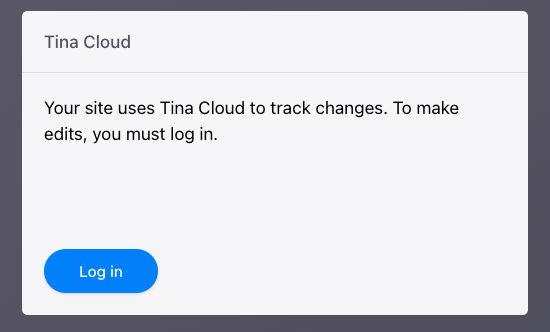 Tina Cloud
Your site uses Tina Cloud to track changes. To make
edits, you must log in.
Log in